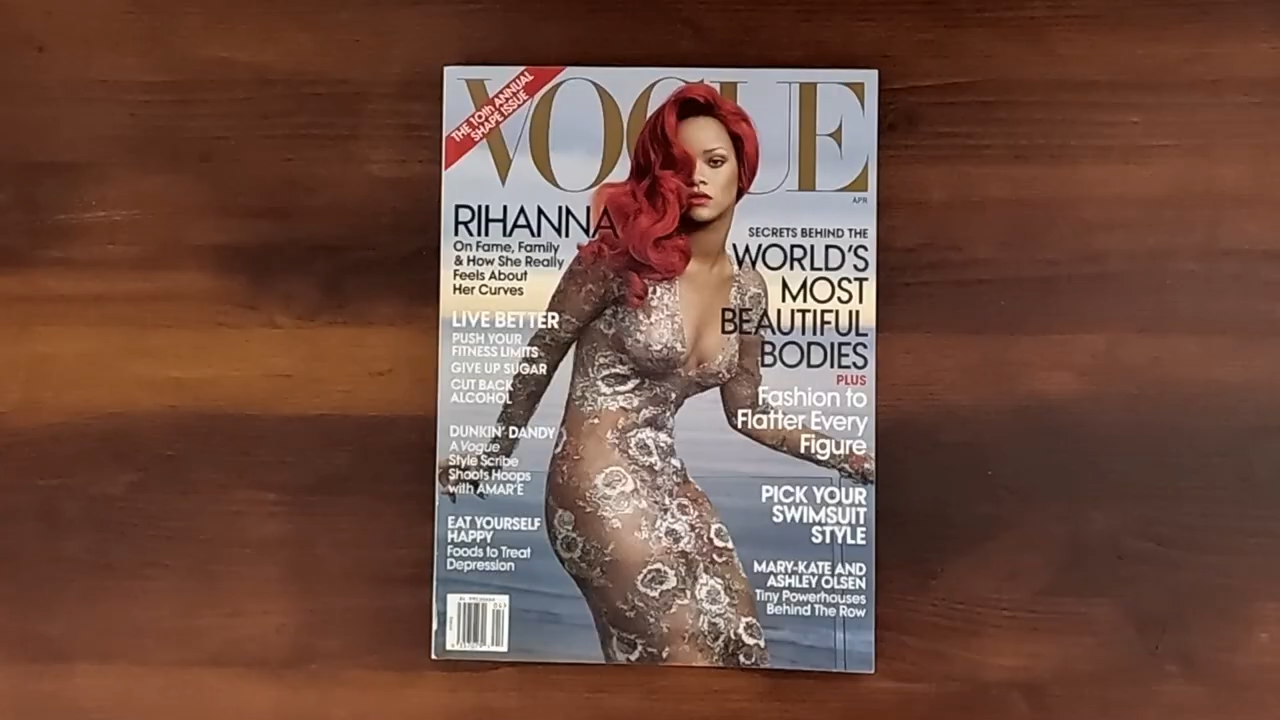 VOGUE
THE 10th ANNUAL
SHAPE ISSUE
APR
RIHANNA
On Fame, Family
& How She Really
Feels About
Her Curves
LIVE BETTER
PUSH YOUR
FITNESS LIMITS
GIVE UP SUGAR
CUT BACK
ALCOHOL
DUNKIN' DANDY
A Vogue
Style Scribe
Shoots Hoops
with AMAR'E
EAT YOURSELF
HAPPY
Foods to Treat
Depression
SECRETS BEHIND THE
WORLD'S
MOST
BEAUTIFUL
BODIES
PLUS
Fashion to
Flatter Every
Figure
PICK YOUR
SWIMSUIT
STYLE
MARY-KATE AND
ASHLEY OLSEN
Tiny Powerhouses
Behind The Row